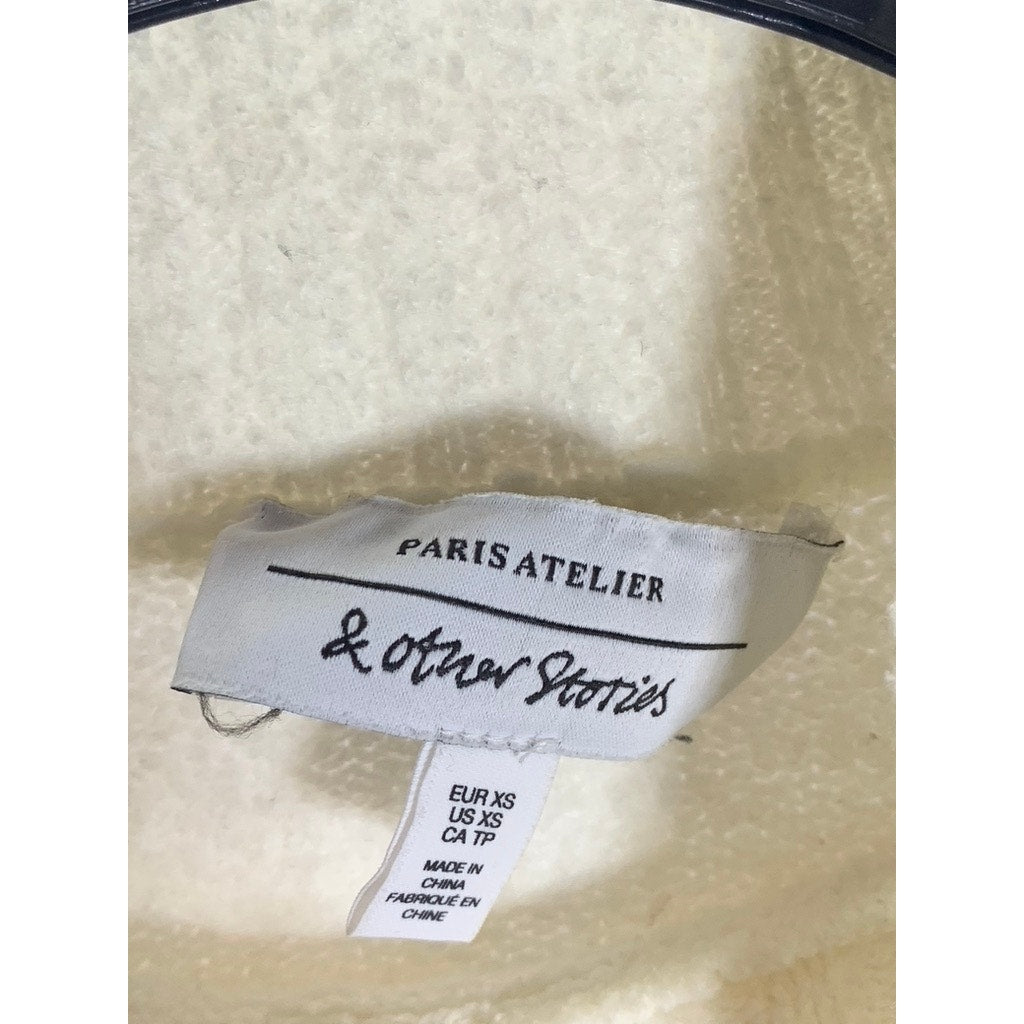 PARIS ATELIER
& other Stories
EUR XS
US XS
CA TP
MADE IN
CHINA
FABRIQUÉ EN
CHINE